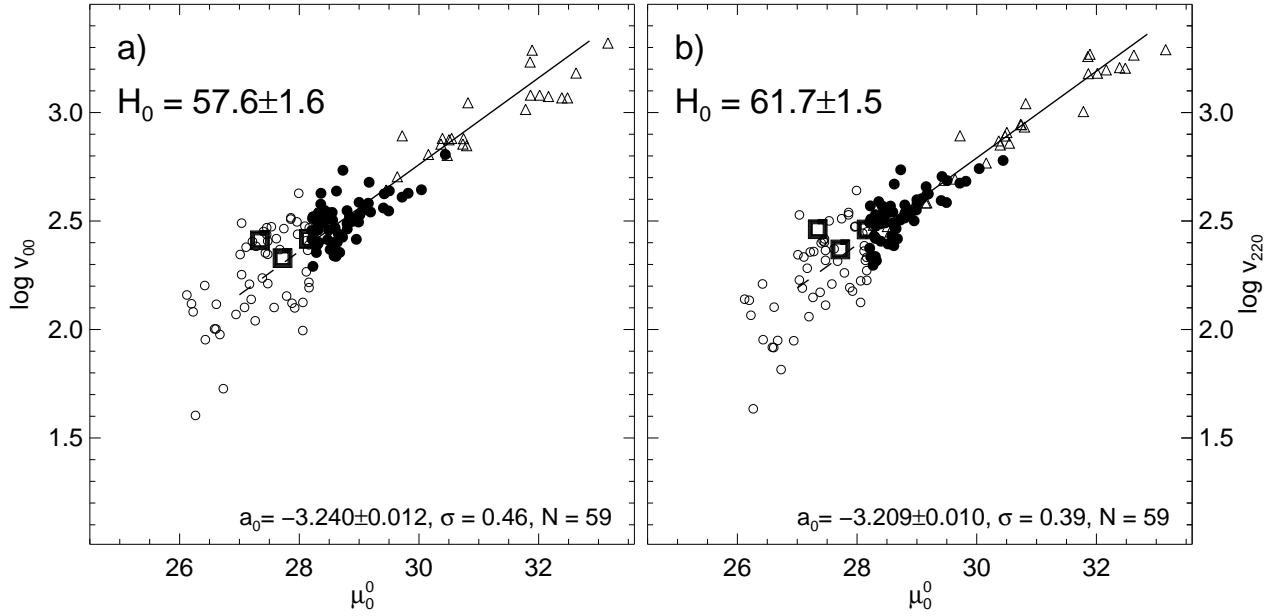 a)
H₀ = 57.6±1.6
a₀= −3.240±0.012, σ = 0.46, N = 59
log v₀₀
3.0
2.5
2.0
1.5
26 28 30 32
μ₀⁰
b)
H₀ = 61.7±1.5
a₀= −3.209±0.010, σ = 0.39, N = 59
26 28 30 32
μ₀⁰
3.0
2.5
2.0
1.5
log v₂₂₀